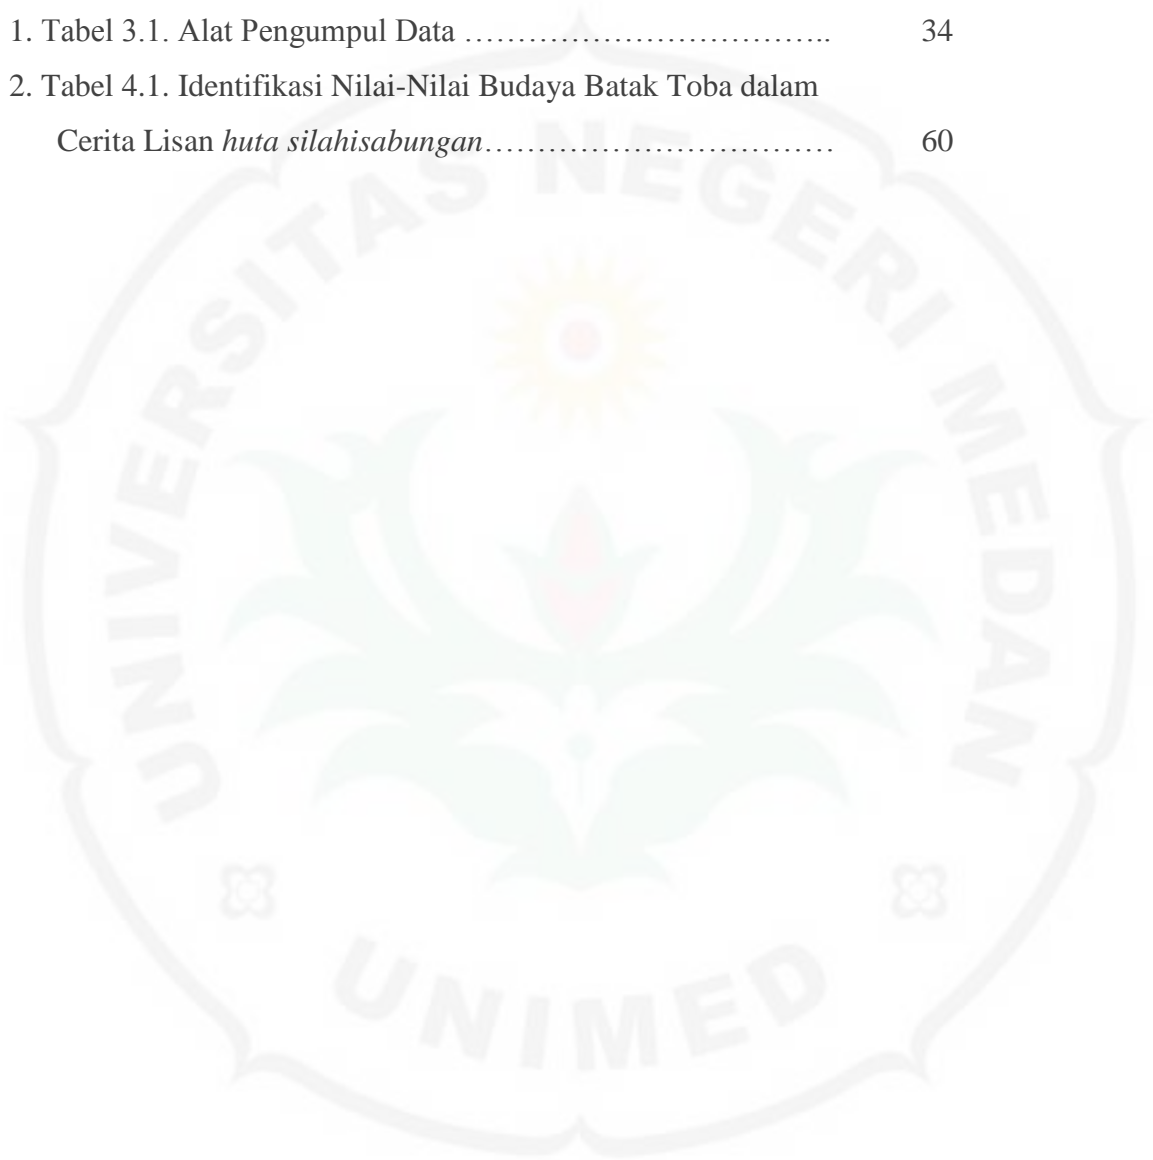 1. Tabel 3.1. Alat Pengumpul Data ……………………………..	34
2. Tabel 4.1. Identifikasi Nilai-Nilai Budaya Batak Toba dalam
Cerita Lisan huta silahisabungan……………………………	60
UNIVERSITAS NEGERI MEDAN
UNIMED